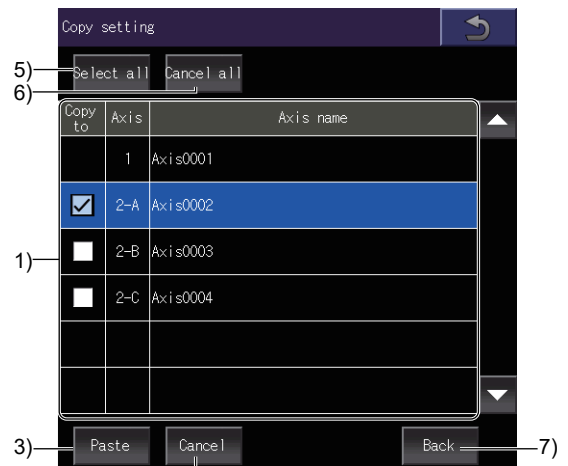 Copy setting
5) Select all Cancel all
6)
Copy to Axis Axis name
1 Axis0001
2-A Axis0002
1) 2-B Axis0003
2-C Axis0004
3) Paste Cancel Back 7)